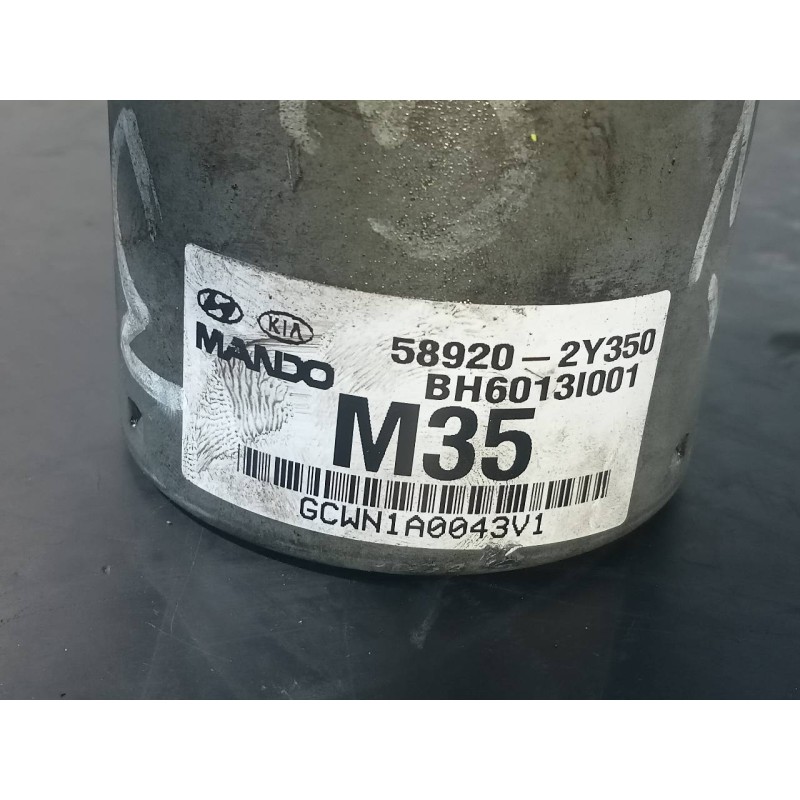 KIA
MANDO
58920-2Y350
BH6013I001
M35
GCWN1A0043V1